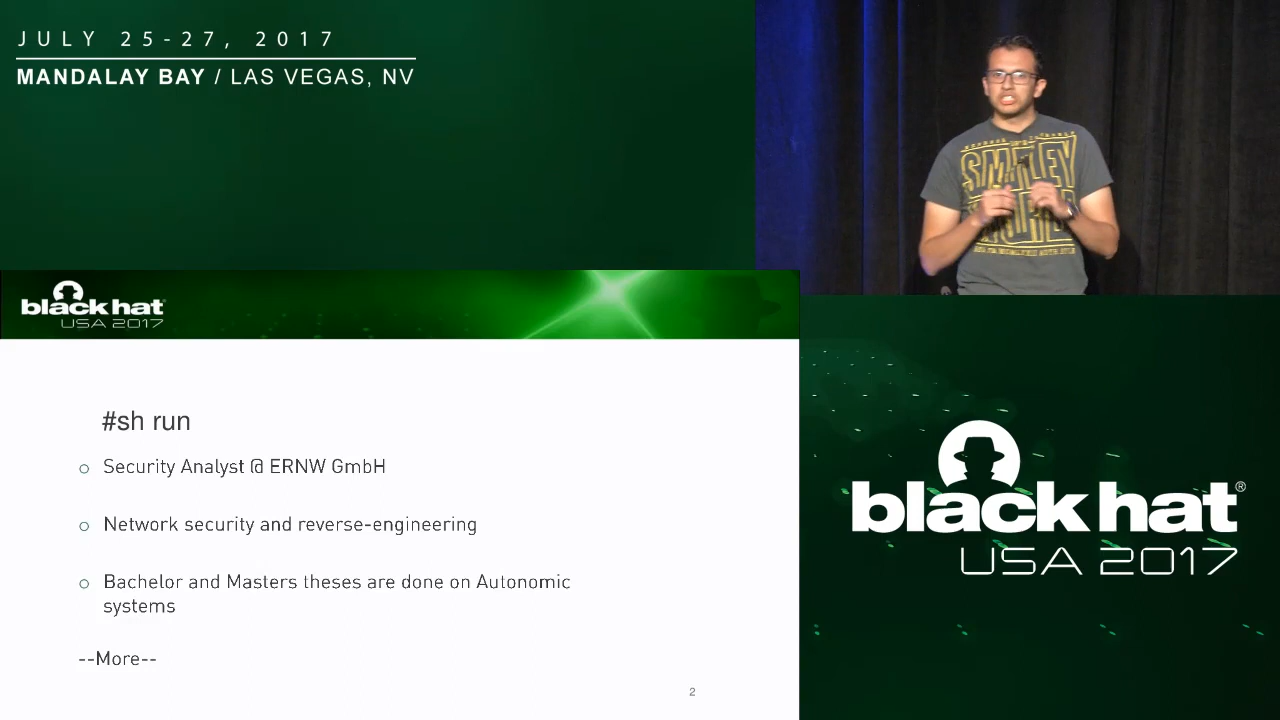 JULY 25-27, 2017
MANDALAY BAY / LAS VEGAS, NV
SMILEY
black hat
USA 2017
#sh run
Security Analyst @ ERNW GmbH
Network security and reverse-engineering
Bachelor and Masters theses are done on Autonomic
systems
--More--
2
black hat®
USA 2017